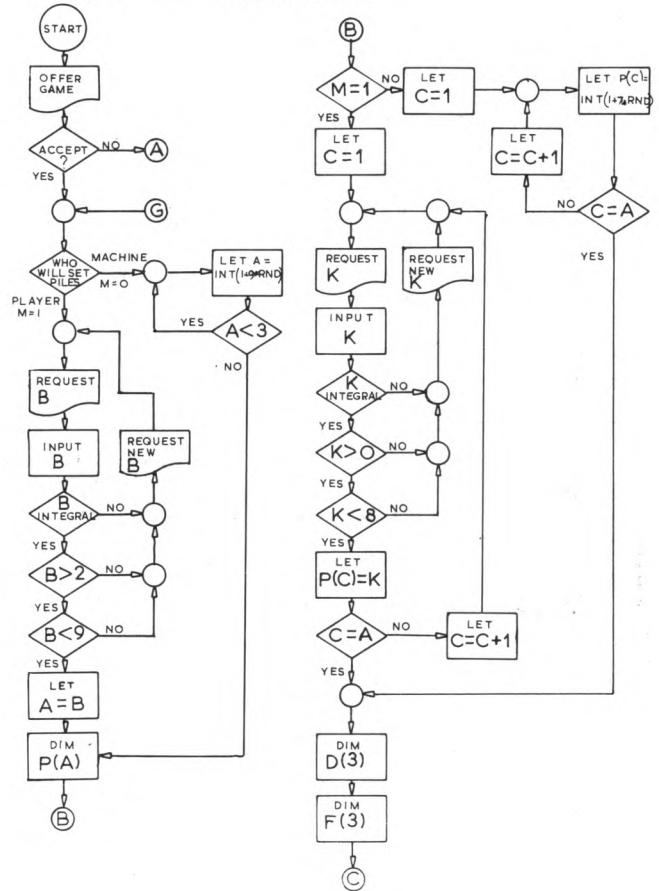 START
OFFER
GAME
ACCEPT
?
NO
A
YES
G
WHO
WILL SET
PILES
MACHINE
M=0
PLAYER
M=1
LET A =
INT(1+9*RND)
A<3
YES
NO
REQUEST
B
INPUT
B
REQUEST
NEW
B
B
INTEGRAL
NO
YES
B>2
NO
YES
B<9
NO
YES
LET
A=B
DIM
P(A)
B
B
M=1
NO
LET
C=1
LET P(C)=
INT(1+7*RND)
YES
LET
C=1
LET
C=C+1
NO
C=A
YES
REQUEST
K
REQUEST
NEW
K
INPUT
K
K
INTEGRAL
NO
YES
K>0
NO
YES
K<8
NO
YES
LET
P(C)=K
C=A
NO
LET
C=C+1
YES
DIM
D(3)
DIM
F(3)
C